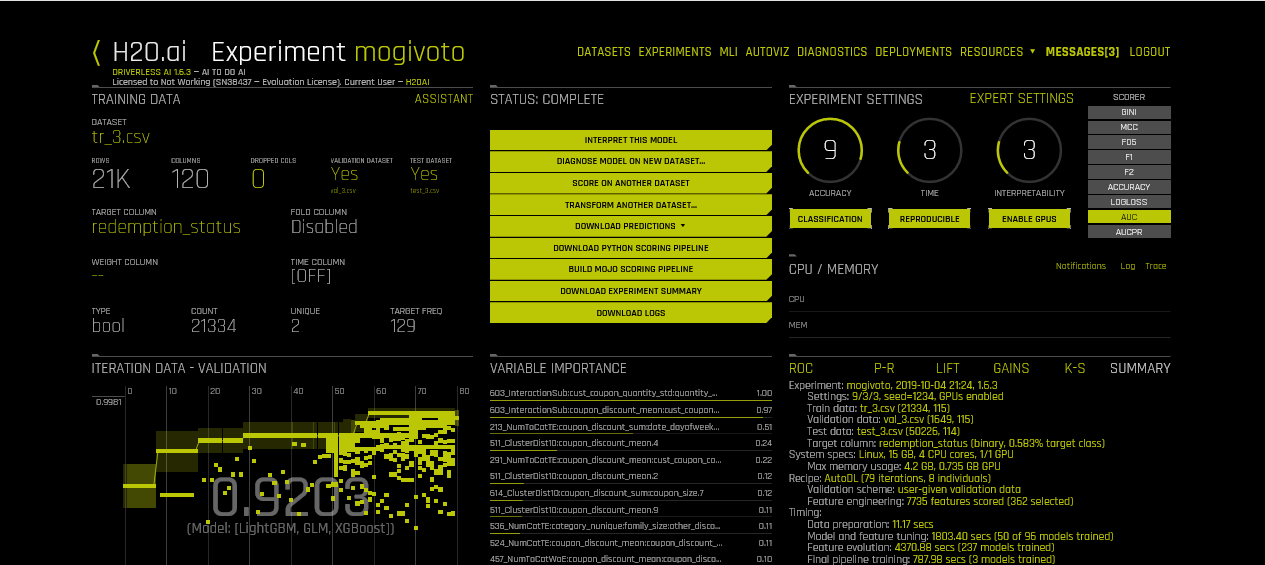 H2O.ai Experiment mogivoto
DRIVERLESS AI 1.6.3 — AI TO DO AI
Licensed to Not Working (SN38437 — Evaluation License). Current User — H2OAI
DATASETS EXPERIMENTS MLI AUTOVIZ DIAGNOSTICS DEPLOYMENTS RESOURCES ▾ MESSAGES[3] LOGOUT
TRAINING DATA ASSISTANT
DATASET
tr_3.csv
ROWS COLUMNS DROPPED COLS VALIDATION DATASET TEST DATASET
21K 120 0 Yes Yes
val_3.csv test_3.csv
TARGET COLUMN FOLD COLUMN
redemption_status Disabled
WEIGHT COLUMN TIME COLUMN
-- [OFF]
TYPE COUNT UNIQUE TARGET FREQ
bool 21334 2 129
STATUS: COMPLETE
INTERPRET THIS MODEL
DIAGNOSE MODEL ON NEW DATASET...
SCORE ON ANOTHER DATASET
TRANSFORM ANOTHER DATASET...
DOWNLOAD PREDICTIONS ▾
DOWNLOAD PYTHON SCORING PIPELINE
BUILD MOJO SCORING PIPELINE
DOWNLOAD EXPERIMENT SUMMARY
DOWNLOAD LOGS
EXPERIMENT SETTINGS EXPERT SETTINGS
9 3 3
ACCURACY TIME INTERPRETABILITY
CLASSIFICATION REPRODUCIBLE ENABLE GPUS
SCORER
GINI
MCC
F05
F1
F2
ACCURACY
LOGLOSS
AUC
AUCPR
CPU / MEMORY Notifications Log Trace
CPU
MEM
ITERATION DATA - VALIDATION
0 10 20 30 40 50 60 70 80
0.9981
0.9203
(Model: [LightGBM, GLM, XGBoost])
VARIABLE IMPORTANCE
603_InteractionSub:cust_coupon_quantity_std:quantity_... 1.00
603_InteractionSub:coupon_discount_mean:cust_coupon... 0.97
213_NumToCatTE:coupon_discount_sum:date_dayofweek... 0.51
511_ClusterDist10:coupon_discount_mean.4 0.24
291_NumToCatTE:coupon_discount_mean:cust_coupon_co... 0.22
511_ClusterDist10:coupon_discount_mean.2 0.12
614_ClusterDist10:coupon_discount_sum:coupon_size.7 0.12
511_ClusterDist10:coupon_discount_mean.9 0.11
536_NumCatTE:category_nunique:family_size:other_disco... 0.11
524_NumToCatTE:coupon_discount_mean:cust_coupon... 0.11
457_NumToCatWoE:coupon_discount_mean:coupon_disco... 0.10
ROC P-R LIFT GAINS K-S SUMMARY
Experiment: mogivoto, 2019-10-04 21:24, 1.6.3
Settings: 9/3/3, seed=1234, GPUs enabled
Train data: tr_3.csv (21334, 115)
Validation data: val_3.csv (1649, 115)
Test data: test_3.csv (50226, 114)
Target column: redemption_status (binary, 0.583% target class)
System specs: Linux, 15 GB, 4 CPU cores, 1/1 GPU
Max memory usage: 4.2 GB, 0.735 GB GPU
Recipe: AutoDL (79 iterations, 8 individuals)
Validation scheme: user-given validation data
Feature engineering: 7735 features scored (362 selected)
Timing:
Data preparation: 11.17 secs
Model and feature tuning: 1803.40 secs (50 of 96 models trained)
Feature evolution: 4370.88 secs (237 models trained)
Final pipeline training: 787.98 secs (3 models trained)